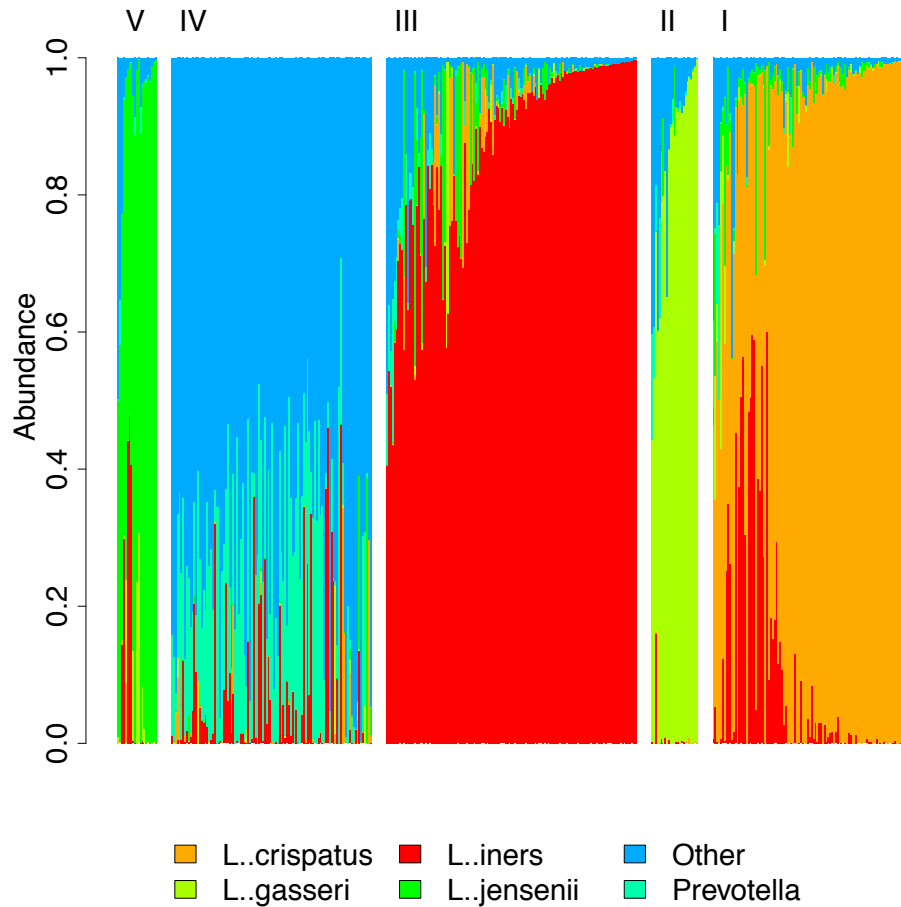 V IV III II I
1.0
0.8
0.6
0.4
0.2
0.0
Abundance
L..crispatus L..iners Other
L..gasseri L..jensenii Prevotella